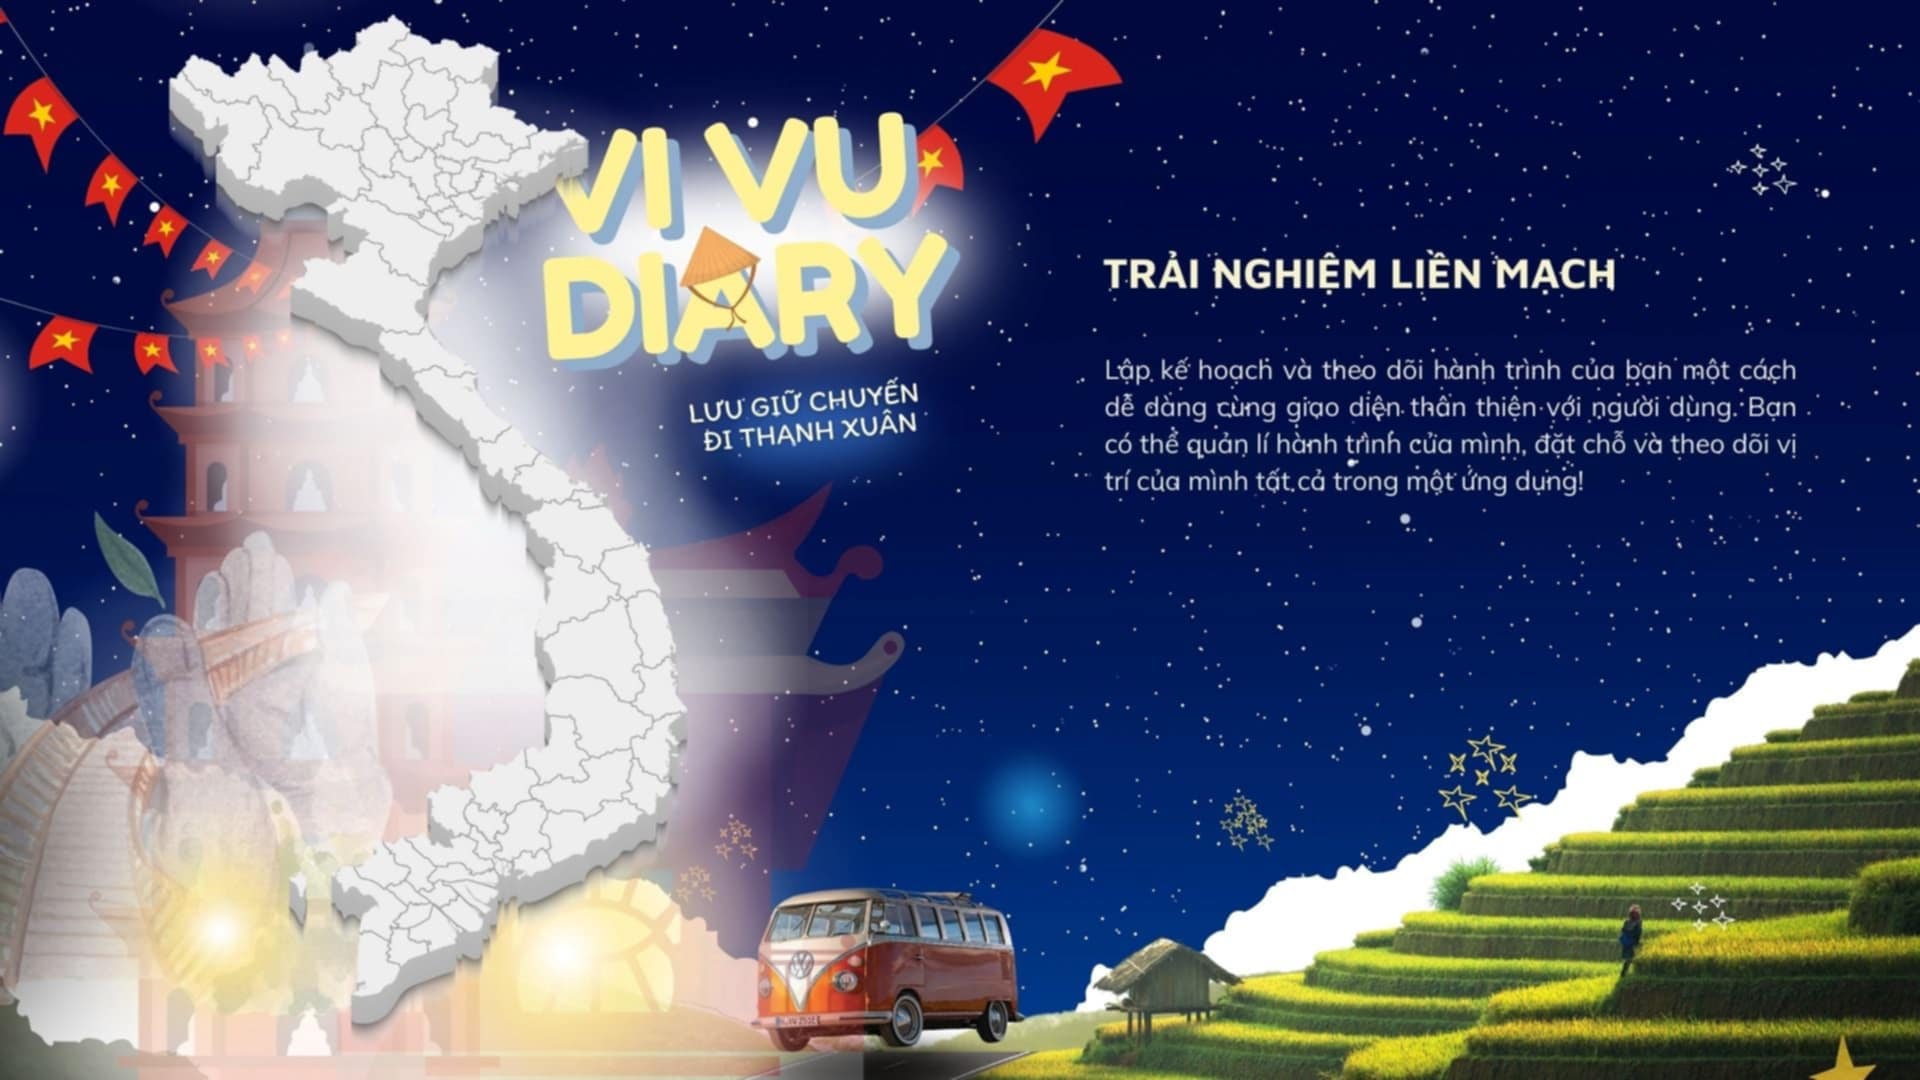 VI VU
DIARY
LƯU GIỮ CHUYẾN
ĐI THANH XUÂN
TRẢI NGHIỆM LIỀN MẠCH
Lập kế hoạch và theo dõi hành trình của bạn một cách
dễ dàng cùng giao diện thân thiện với người dùng. Bạn
có thể quản lí hành trình của mình, đặt chỗ và theo dõi vị
trí của mình tất cả trong một ứng dụng!